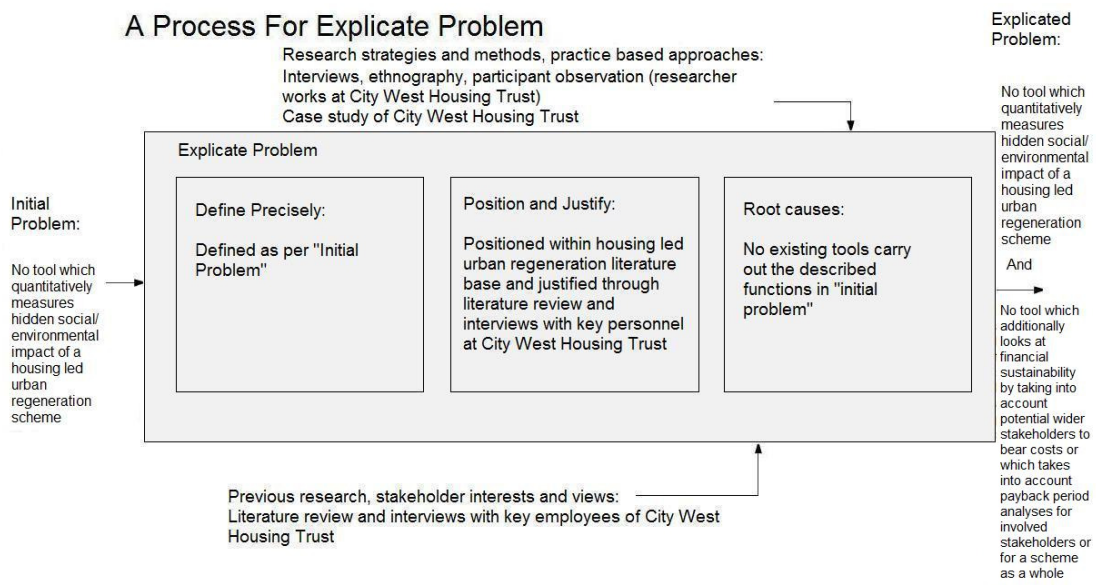 A Process For Explicate Problem
Research strategies and methods, practice based approaches:
Interviews, ethnography, participant observation (researcher
works at City West Housing Trust)
Case study of City West Housing Trust
Explicated
Problem:
No tool which
quantitatively
measures
hidden social/
environmental
impact of a
housing led
urban
regeneration
scheme
And
No tool which
additionally
looks at
financial
sustainability
by taking into
account
potential wider
stakeholders to
bear costs or
which takes
into account
payback period
analyses for
involved
stakeholders or
for a scheme
as a whole
Explicate Problem
Initial
Problem:
No tool which
quantitatively
measures
hidden social/
environmental
impact of a
housing led
urban
regeneration
scheme
Define Precisely:
Defined as per "Initial
Problem"
Position and Justify:
Positioned within housing led
urban regeneration literature
base and justified through
literature review and
interviews with key personnel
at City West Housing Trust
Root causes:
No existing tools carry
out the described
functions in "initial
problem"
Previous research, stakeholder interests and views:
Literature review and interviews with key employees of City West
Housing Trust